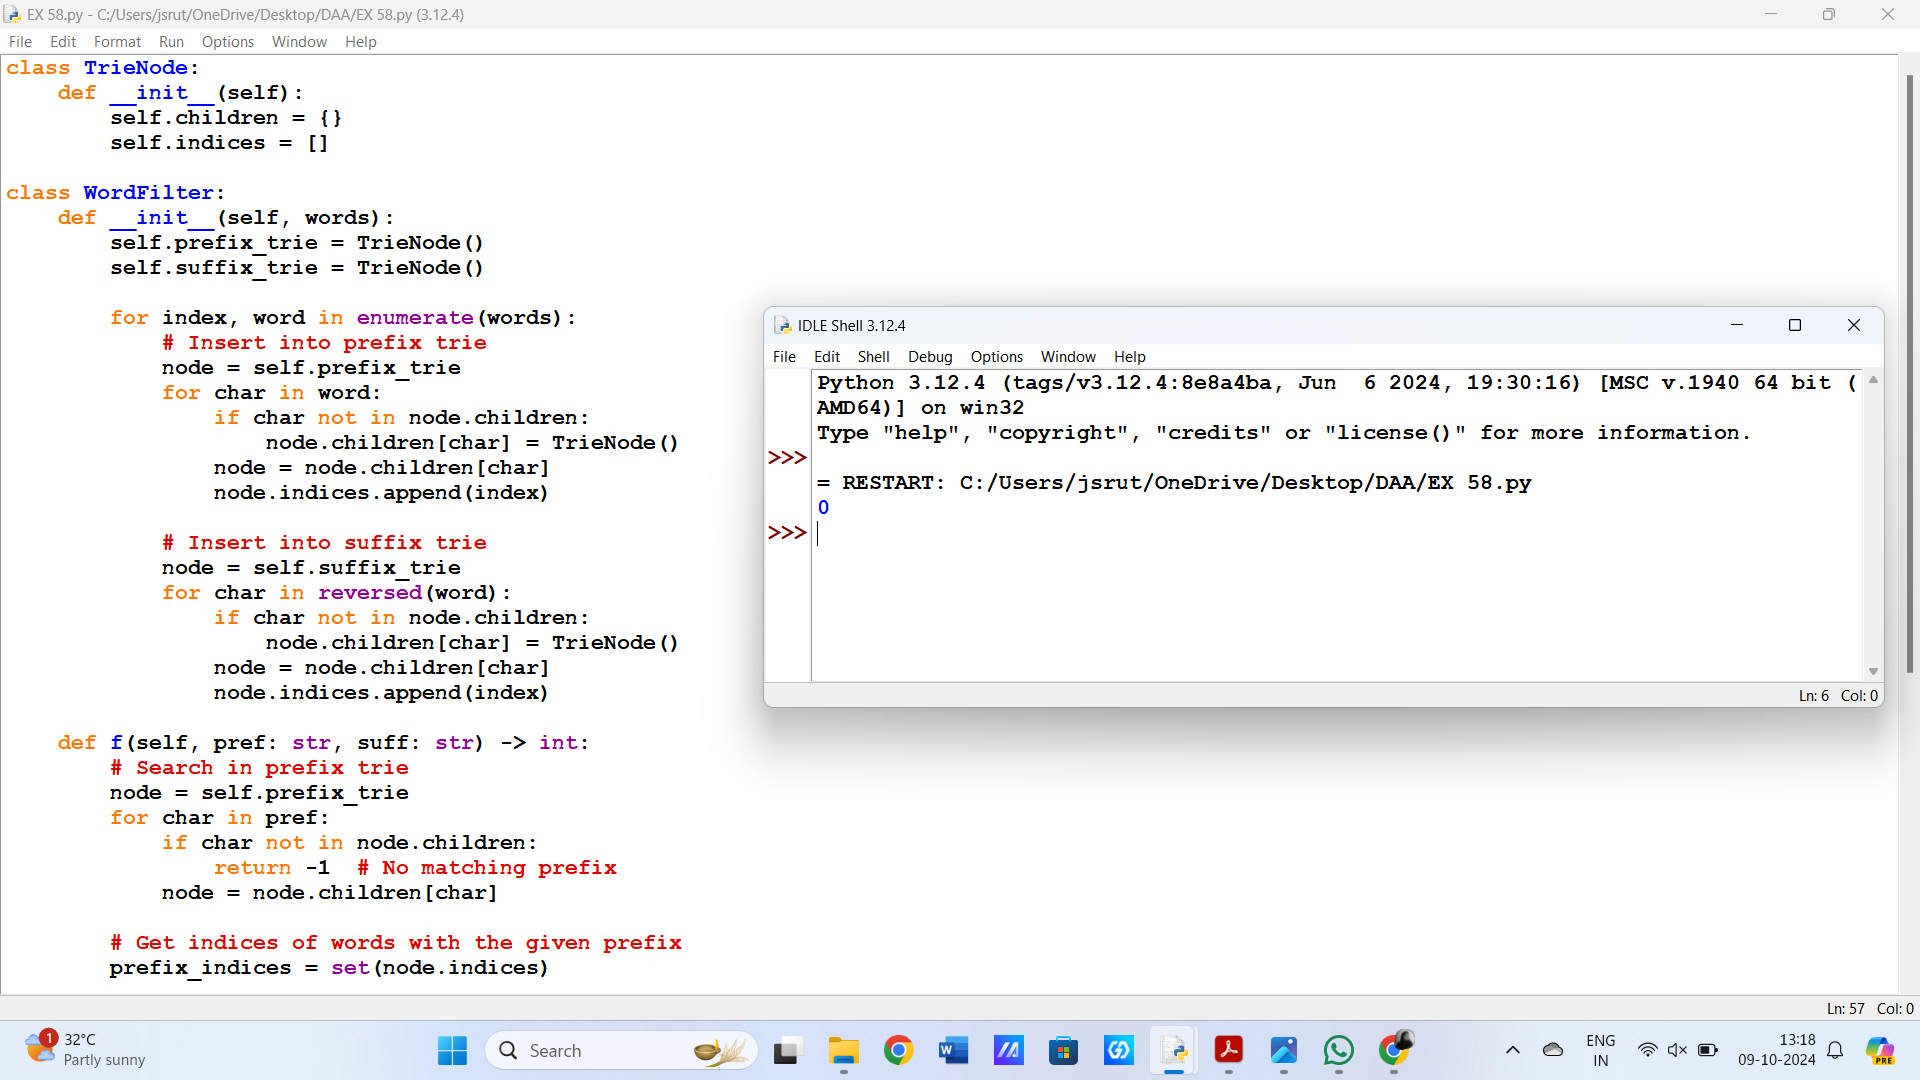 EX 58.py - C:/Users/jsrut/OneDrive/Desktop/DAA/EX 58.py (3.12.4)
File Edit Format Run Options Window Help
class TrieNode:
    def __init__(self):
        self.children = {}
        self.indices = []

class WordFilter:
    def __init__(self, words):
        self.prefix_trie = TrieNode()
        self.suffix_trie = TrieNode()

        for index, word in enumerate(words):
            # Insert into prefix trie
            node = self.prefix_trie
            for char in word:
                if char not in node.children:
                    node.children[char] = TrieNode()
                node = node.children[char]
                node.indices.append(index)

            # Insert into suffix trie
            node = self.suffix_trie
            for char in reversed(word):
                if char not in node.children:
                    node.children[char] = TrieNode()
                node = node.children[char]
                node.indices.append(index)

    def f(self, pref: str, suff: str) -> int:
        # Search in prefix trie
        node = self.prefix_trie
        for char in pref:
            if char not in node.children:
                return -1  # No matching prefix
            node = node.children[char]

        # Get indices of words with the given prefix
        prefix_indices = set(node.indices)
Ln: 57 Col: 0
IDLE Shell 3.12.4
File Edit Shell Debug Options Window Help
Python 3.12.4 (tags/v3.12.4:8e8a4ba, Jun  6 2024, 19:30:16) [MSC v.1940 64 bit (
AMD64)] on win32
Type "help", "copyright", "credits" or "license()" for more information.
>>>
= RESTART: C:/Users/jsrut/OneDrive/Desktop/DAA/EX 58.py
0
>>>
Ln: 6 Col: 0
1
32°C
Partly sunny
Search
W
PRE
ENG
IN
13:18
09-10-2024